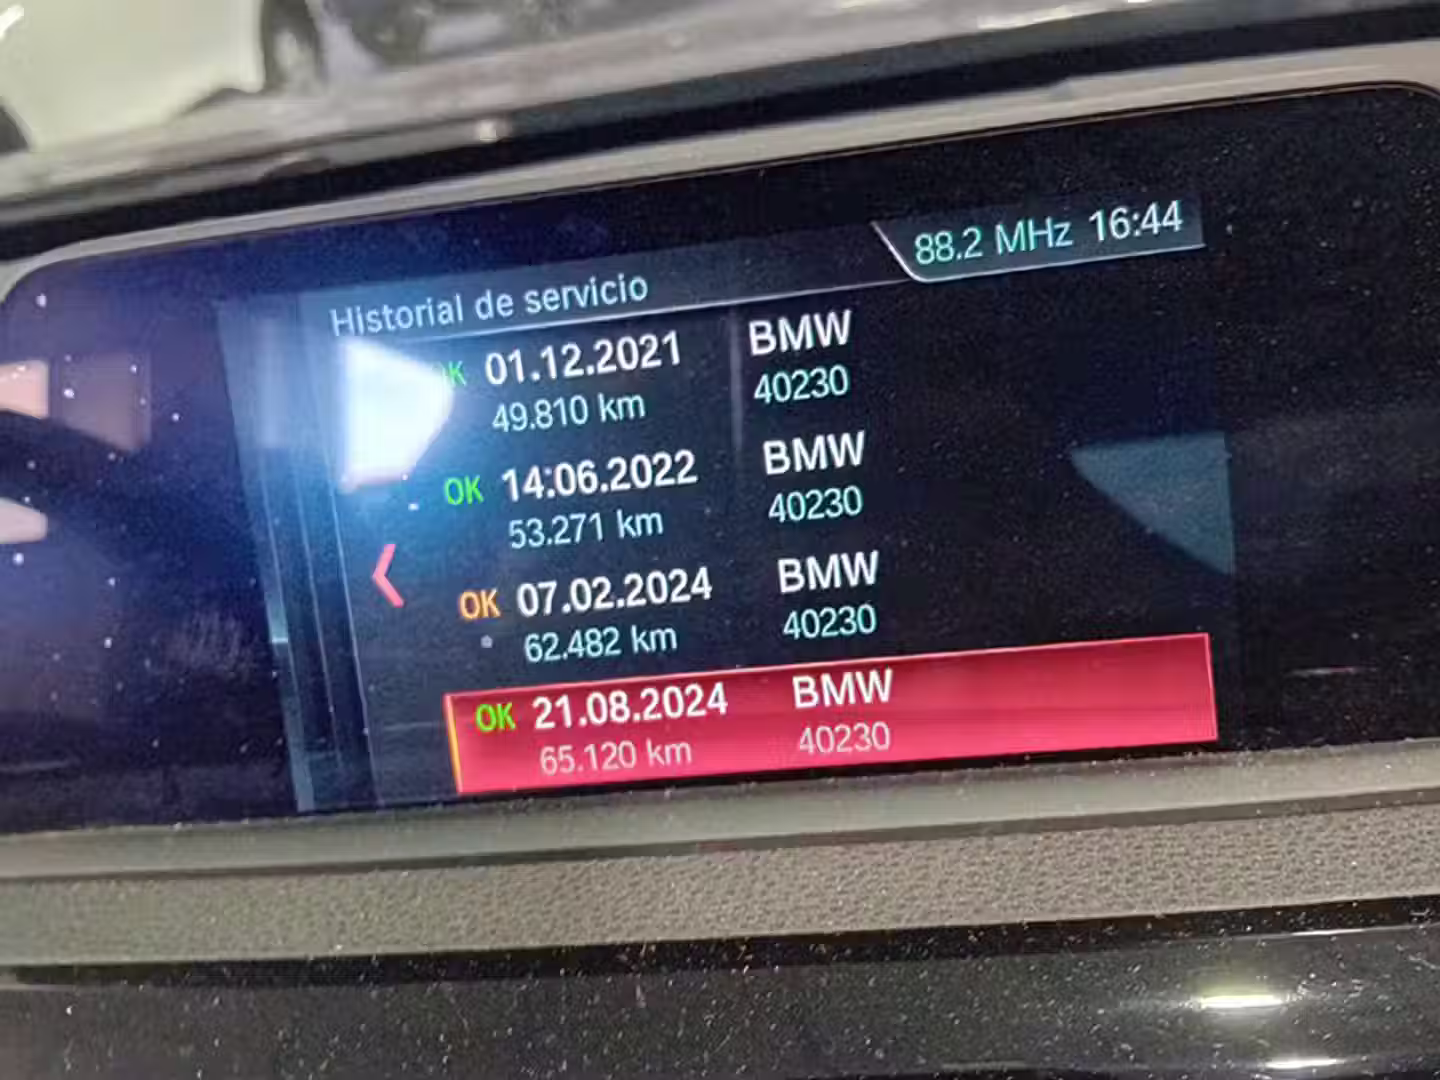 88.2 MHz 16:44
Historial de servicio
OK 01.12.2021 BMW
49.810 km 40230
OK 14.06.2022 BMW
53.271 km 40230
OK 07.02.2024 BMW
62.482 km 40230
OK 21.08.2024 BMW
65.120 km 40230